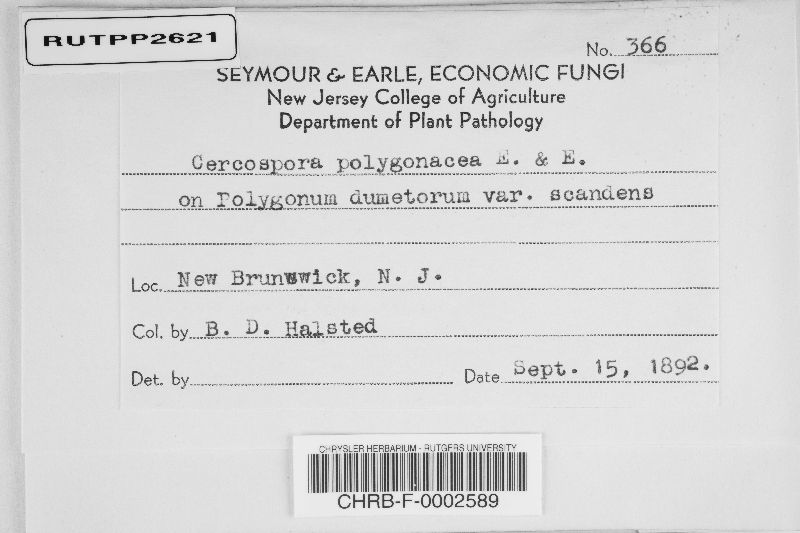 RUTPP2621
No. 366
SEYMOUR & EARLE, ECONOMIC FUNGI
New Jersey College of Agriculture
Department of Plant Pathology
Cercospora polygonacea E. & E.
on Polygonum dumetorum var. scandens
Loc. New Brunswwick, N. J.
Col. by B. D. Halsted
Det. by
Date Sept. 15, 1892.
CHRYSLER HERBARIUM - RUTGERS UNIVERSITY
CHRB-F-0002589